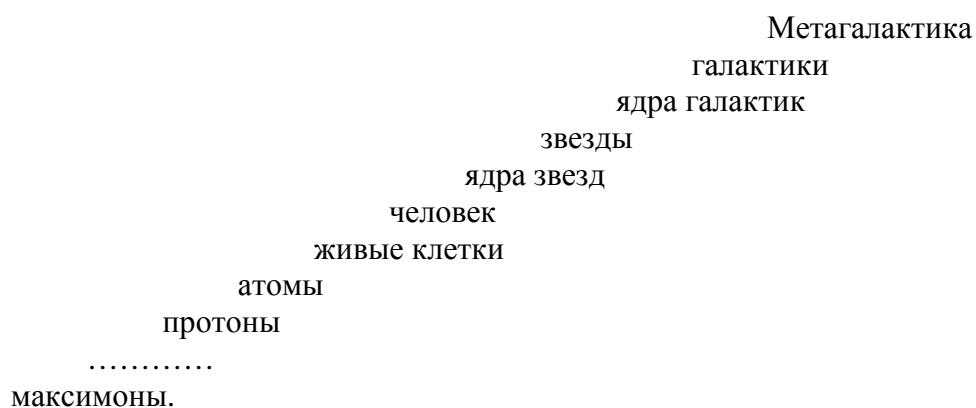 Метагалактика
галактики
ядра галактик
звезды
ядра звезд
человек
живые клетки
атомы
протоны
…………
максимоны.